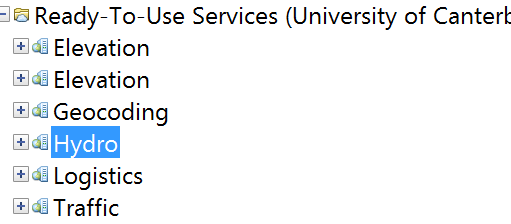 Ready-To-Use Services (University of Canterb
Elevation
Elevation
Geocoding
Hydro
Logistics
Traffic